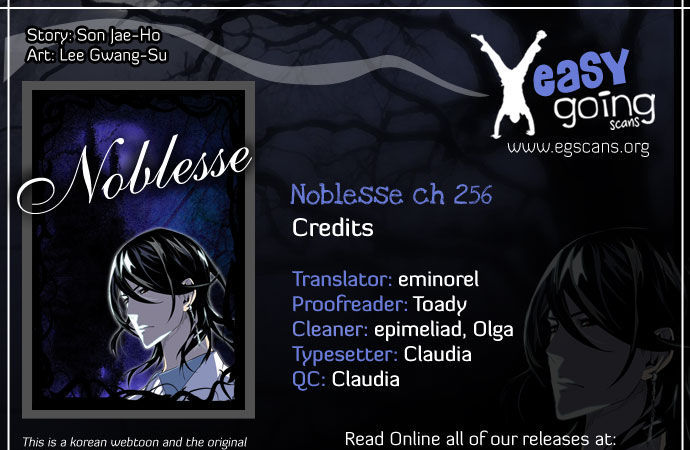 Story: Son Jae-Ho
Art: Lee Gwang-Su
easy
going
scans
www.egscans.org
Noblesse
Noblesse ch 256
Credits
Translator: eminorel
Proofreader: Toady
Cleaner: epimeliad, Olga
Typesetter: Claudia
QC: Claudia
This is a korean webtoon and the original
Read Online all of our releases at: